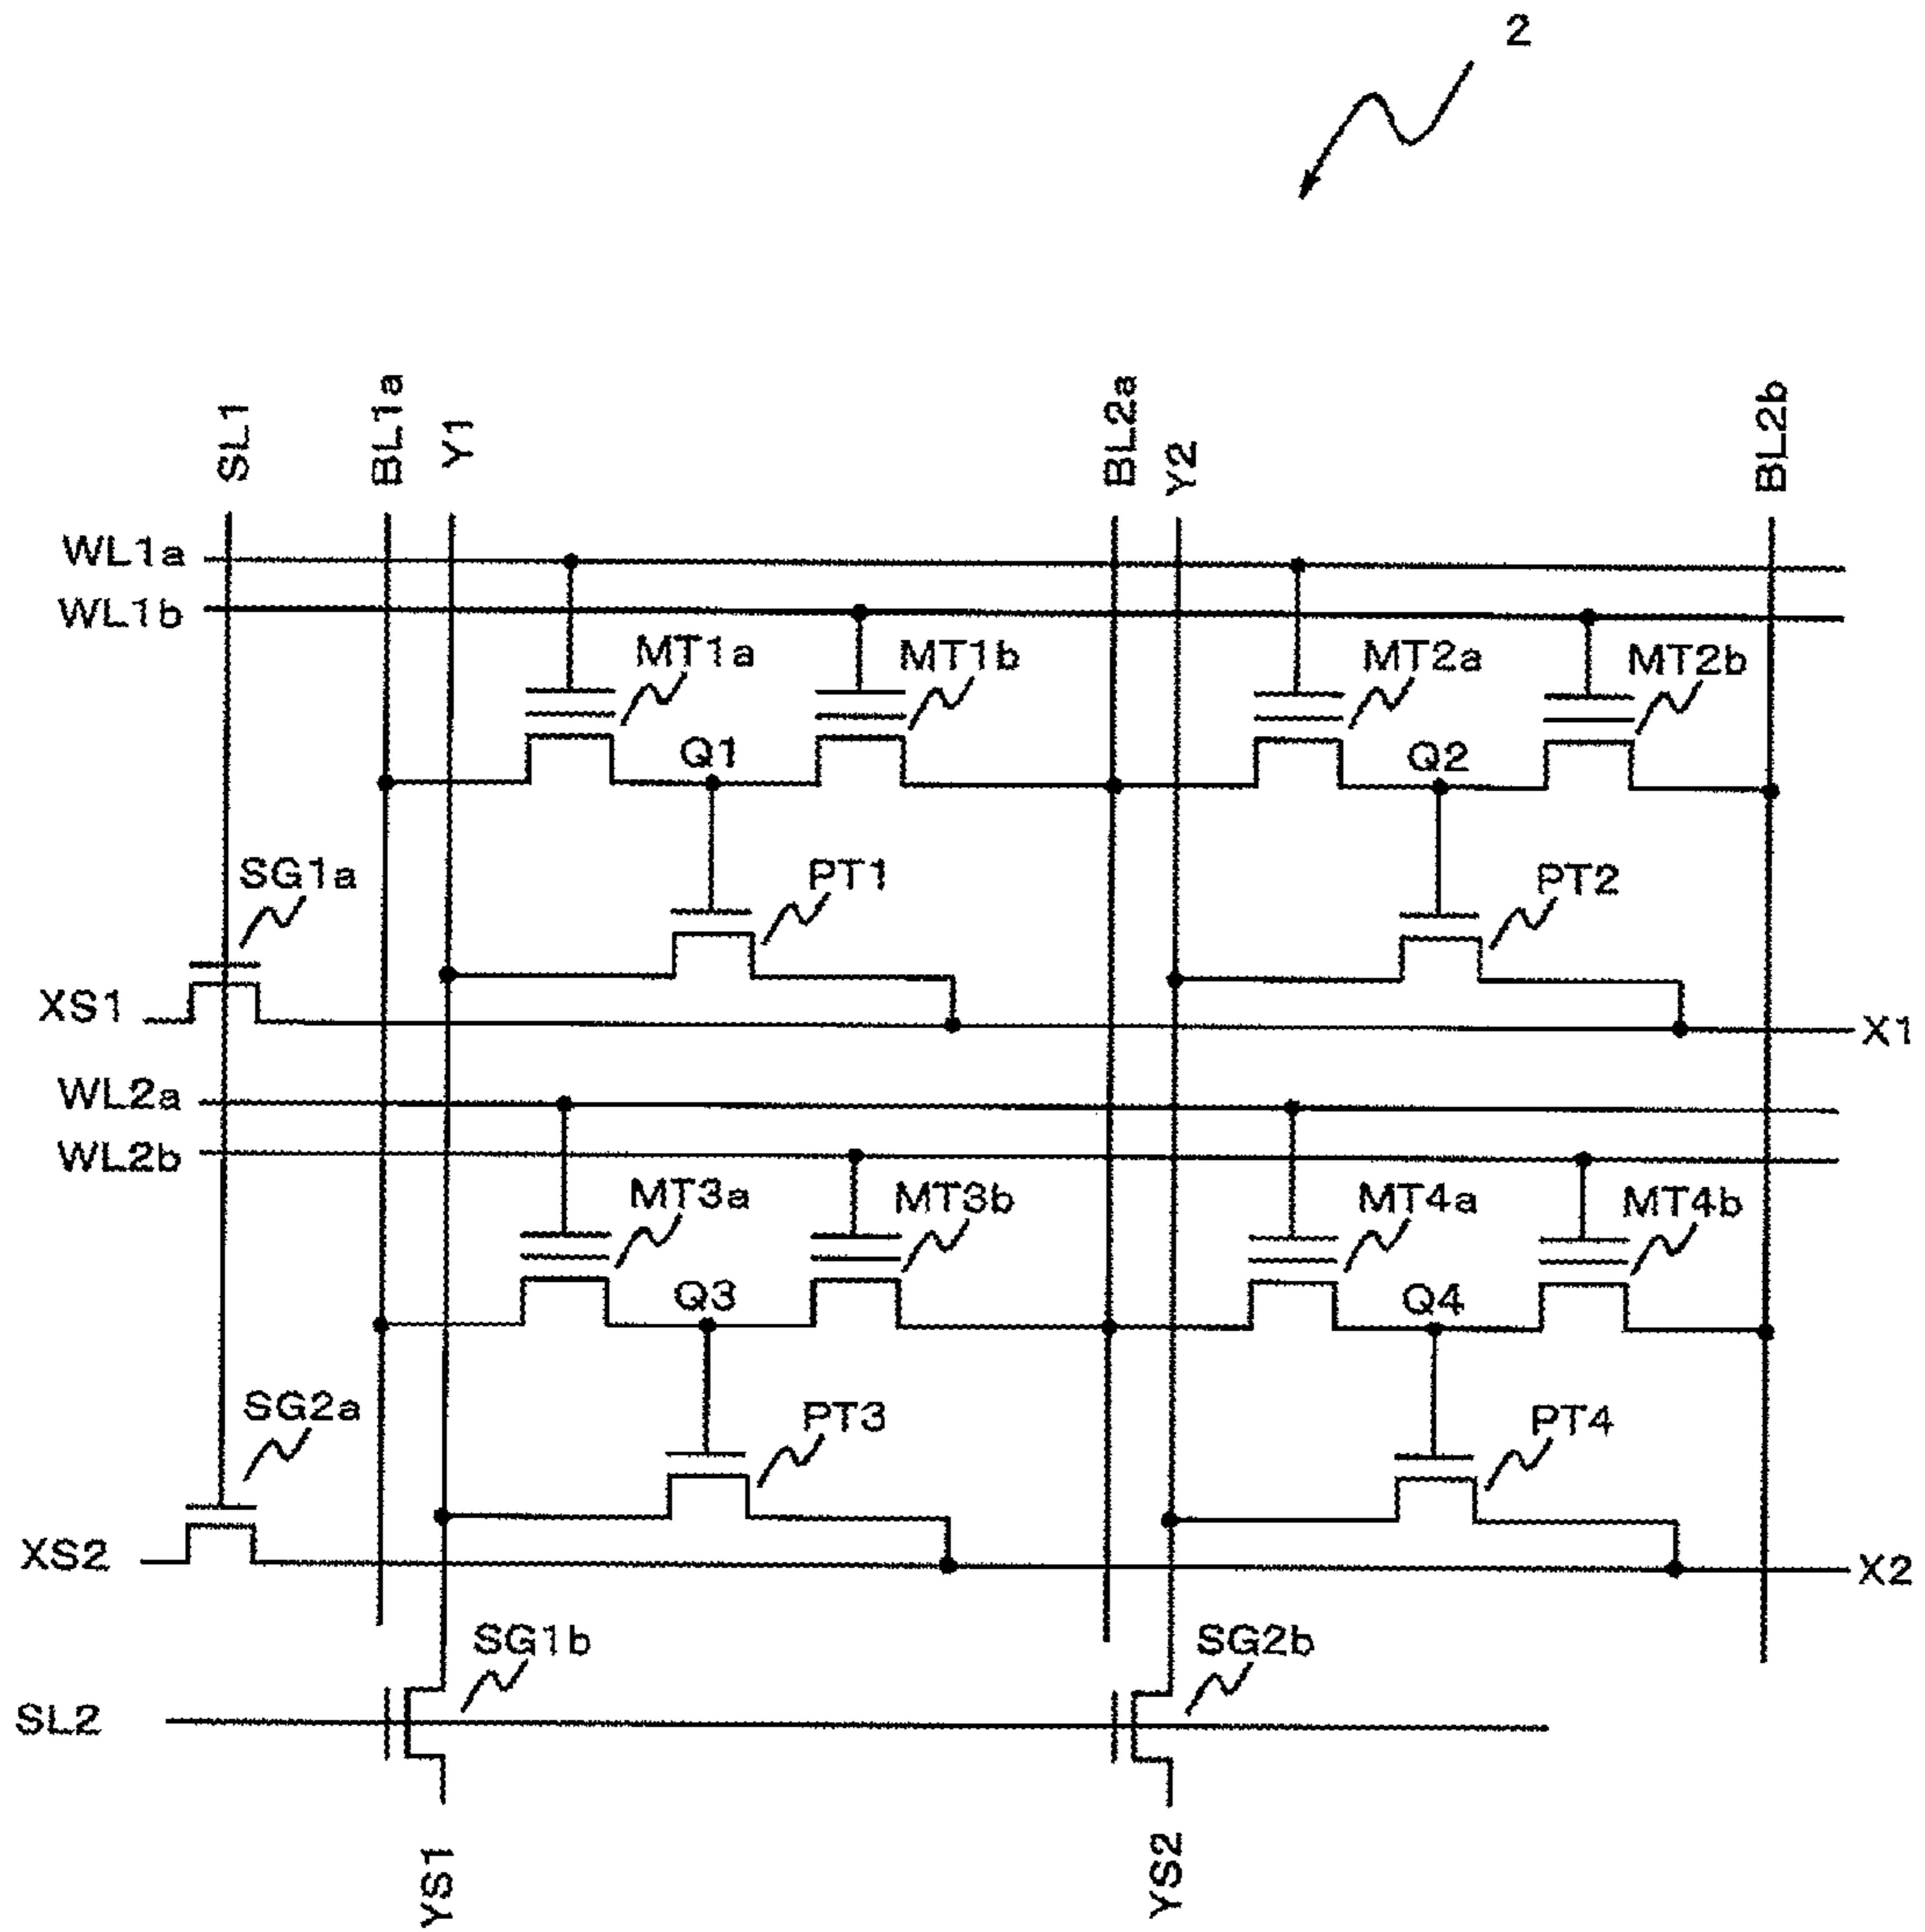 2
SL1
BL1a
Y1
BL2a
Y2
BL2b
WL1a
WL1b
MT1a
MT1b
MT2a
MT2b
Q1
Q2
SG1a
PT1
PT2
XS1
X1
WL2a
WL2b
MT3a
MT3b
MT4a
MT4b
Q3
Q4
SG2a
PT3
PT4
XS2
X2
SG1b
SG2b
SL2
YS1
YS2